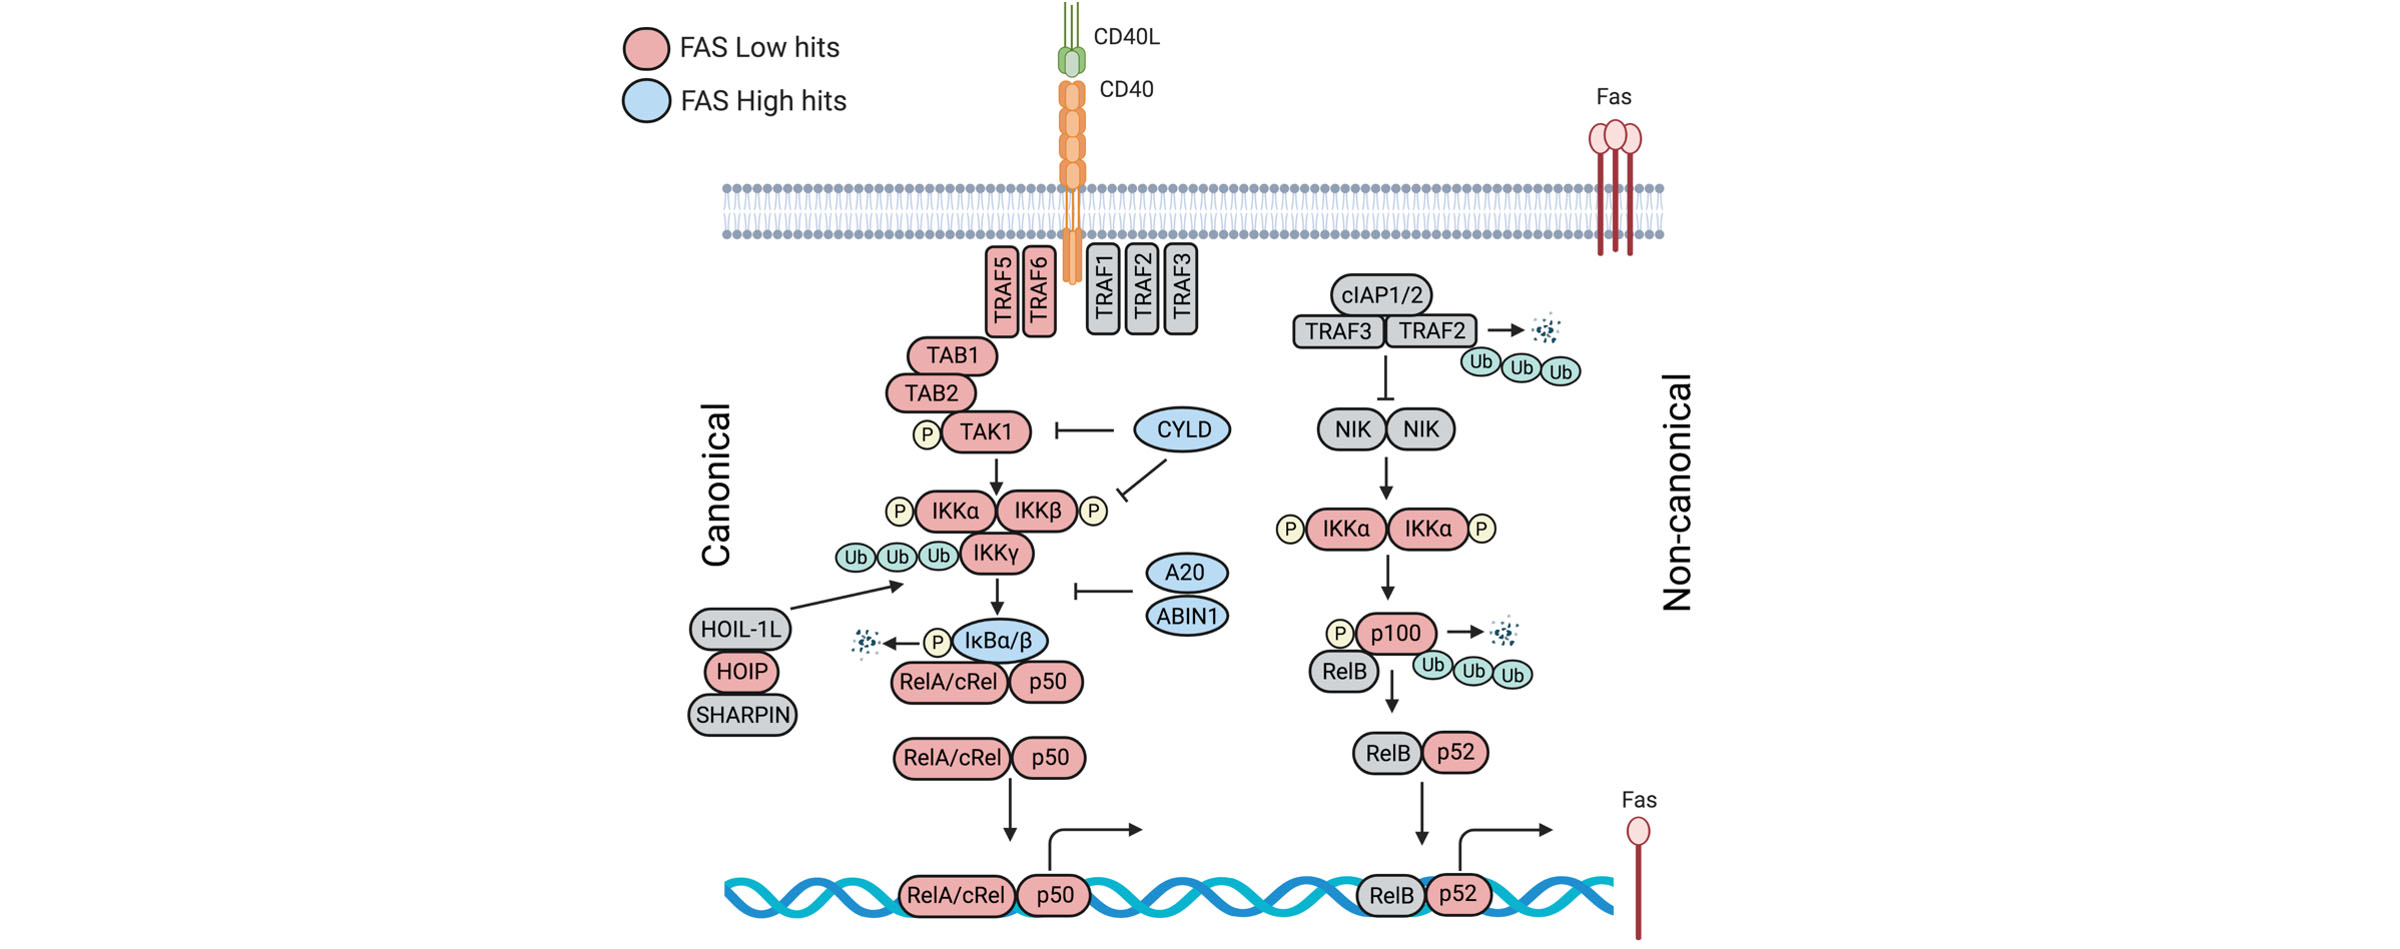 FAS Low hits
FAS High hits
CD40L
CD40
Fas
TRAF5
TRAF6
TRAF1
TRAF2
TRAF3
Canonical
TAB1
TAB2
P
TAK1
CYLD
P
IKKα
IKKβ
P
Ub
Ub
Ub
IKKγ
A20
ABIN1
HOIL-1L
HOIP
SHARPIN
P
IκBα/β
RelA/cRel
p50
RelA/cRel
p50
RelA/cRel
p50
cIAP1/2
TRAF3
TRAF2
Ub
Ub
Ub
NIK
NIK
P
IKKα
IKKα
P
P
p100
RelB
Ub
Ub
Ub
RelB
p52
RelB
p52
Non-canonical
Fas